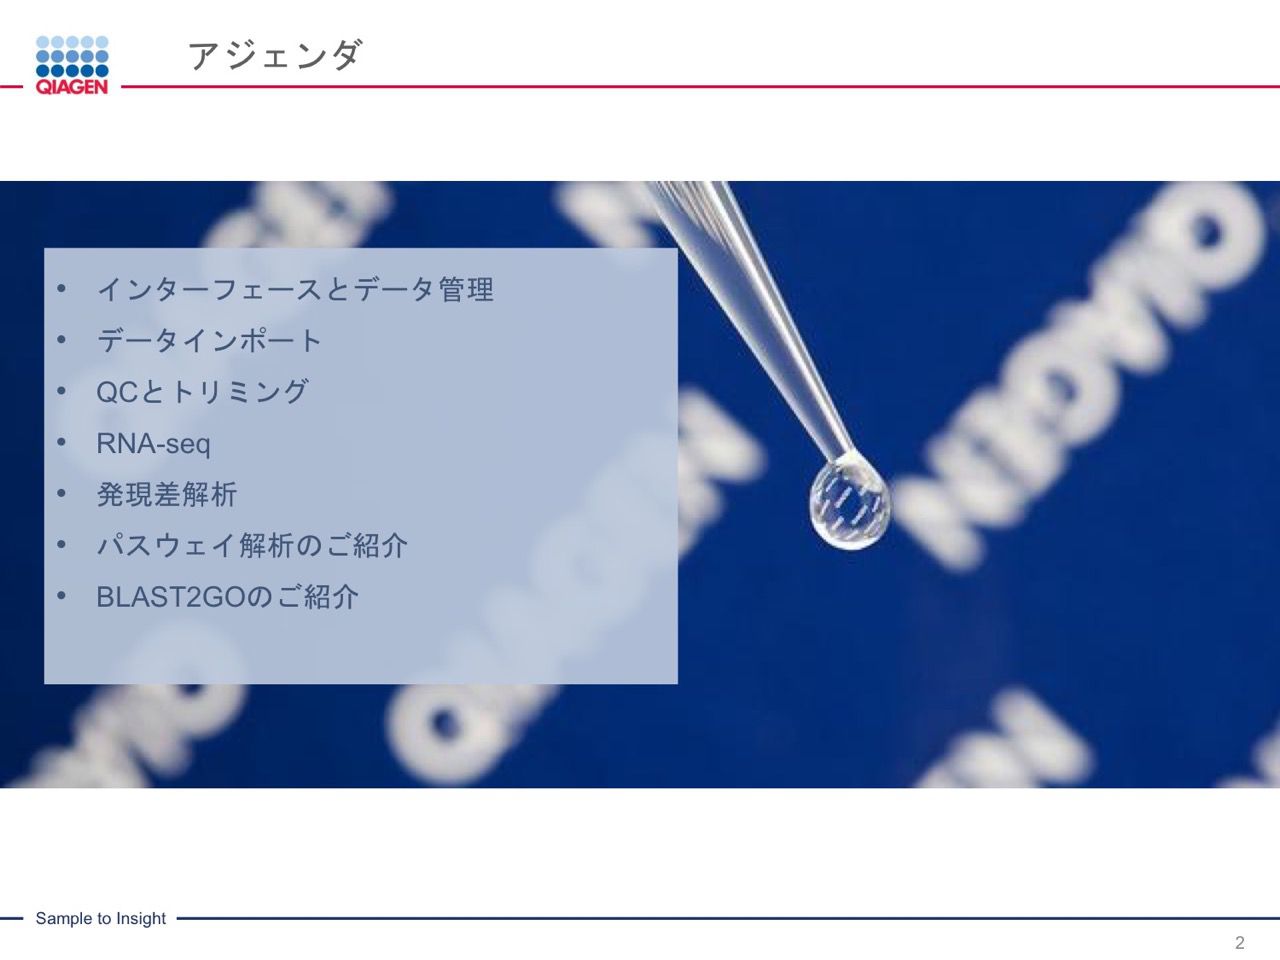 QIAGEN
アジェンダ
• インターフェースとデータ管理
• データインポート
• QCとトリミング
• RNA-seq
• 発現差解析
• パスウェイ解析のご紹介
• BLAST2GOのご紹介
Sample to Insight
2